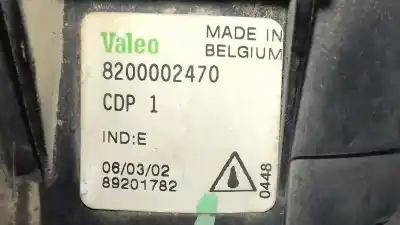 Valeo
MADE IN
BELGIUM
8200002470
CDP 1
IND:E
06/03/02
89201782
0448